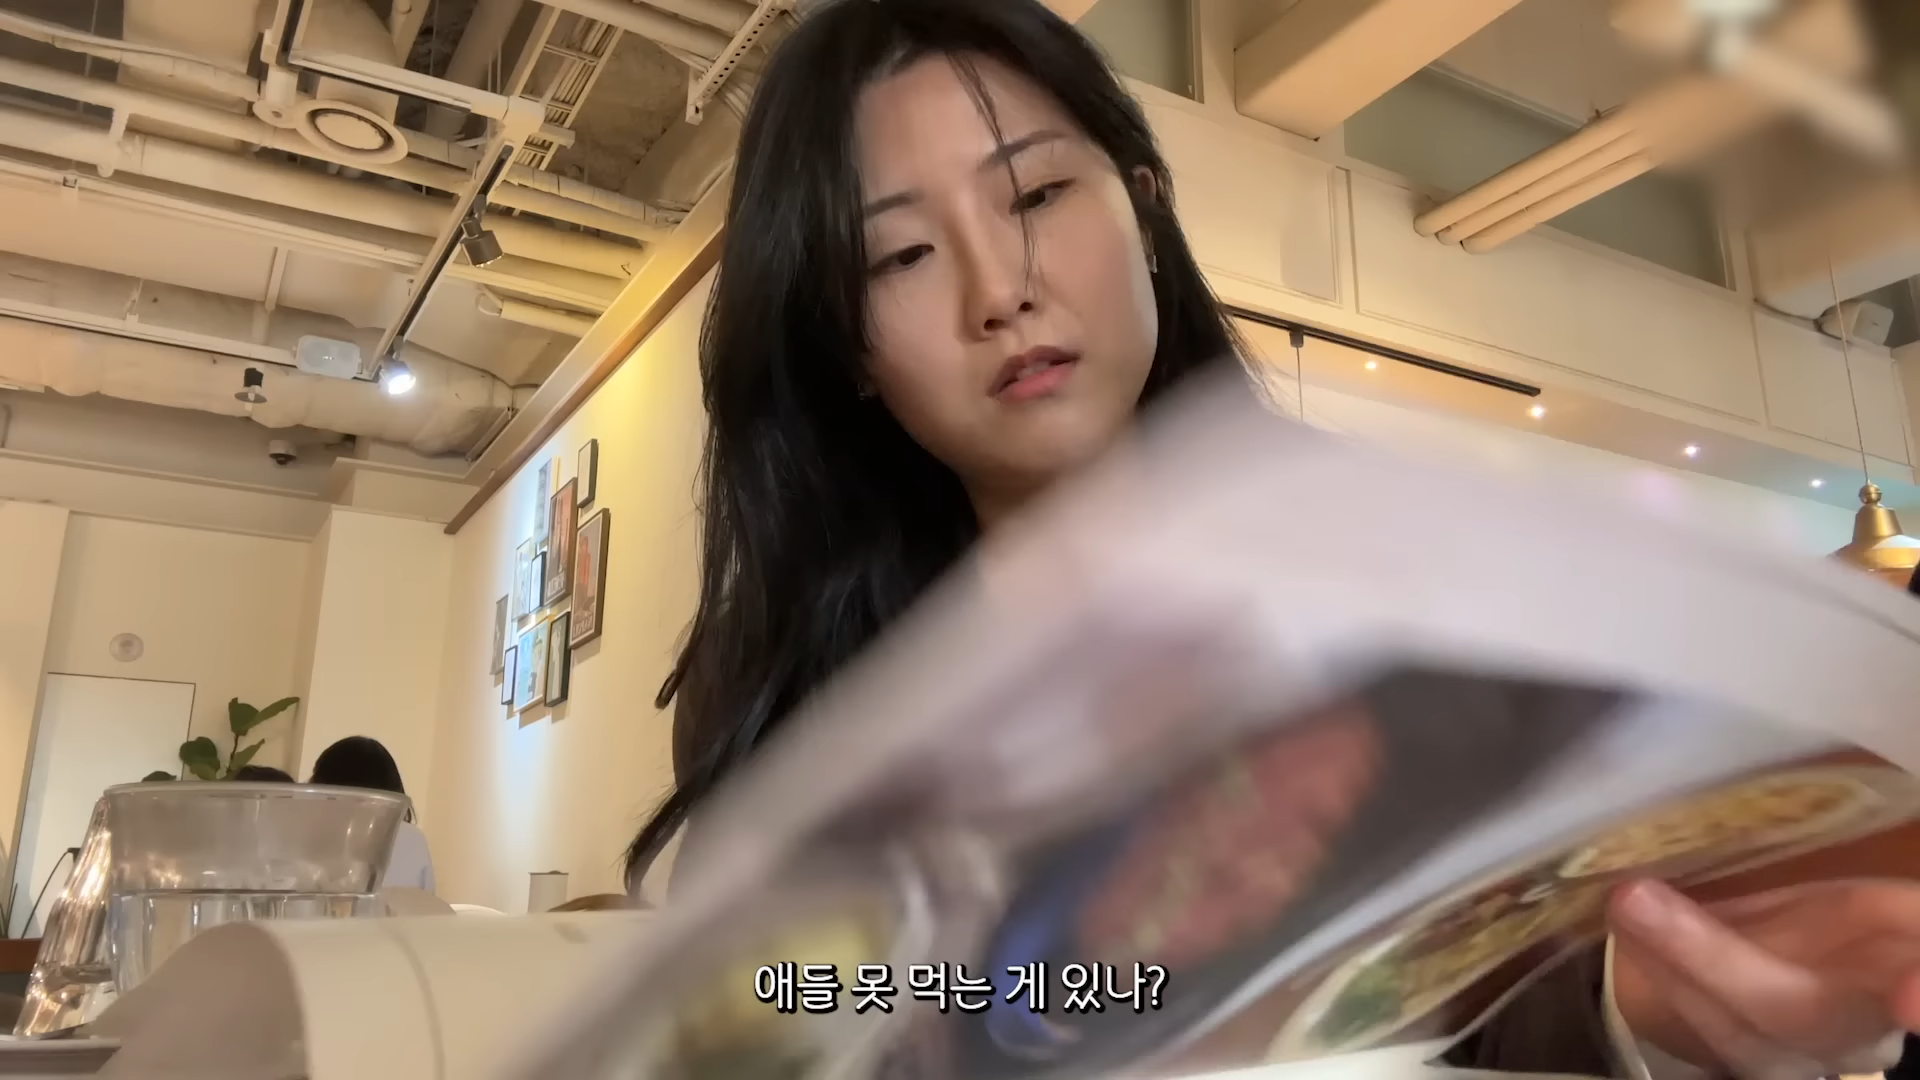 애들 못 먹는 게 있나?